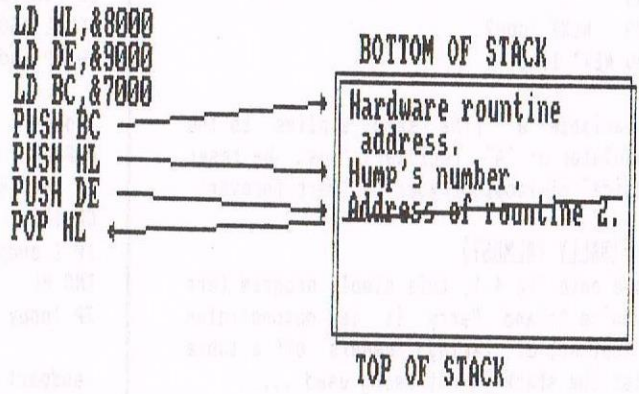 LD HL,&8000
LD DE,&9000
LD BC,&7000
PUSH BC
PUSH HL
PUSH DE
POP HL
BOTTOM OF STACK
Hardware rountine
address.
Hump's number.
Address of rountine 2.
TOP OF STACK